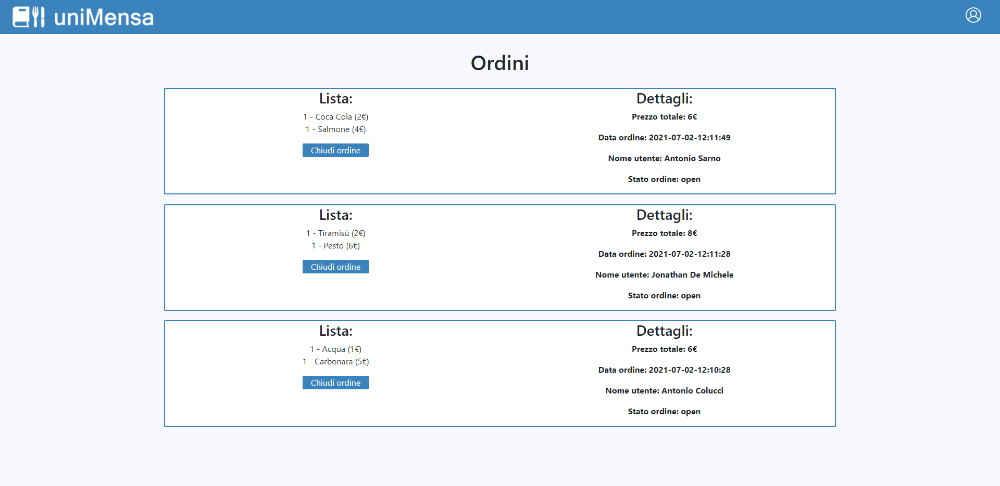 uniMensa
Ordini
Lista:
1 - Coca Cola (2€)
1 - Salmone (4€)
Chiudi ordine
Dettagli:
Prezzo totale: 6€
Data ordine: 2021-07-02-12:11:49
Nome utente: Antonio Sarno
Stato ordine: open
Lista:
1 - Tiramisù (2€)
1 - Pesto (6€)
Chiudi ordine
Dettagli:
Prezzo totale: 8€
Data ordine: 2021-07-02-12:11:28
Nome utente: Jonathan De Michele
Stato ordine: open
Lista:
1 - Acqua (1€)
1 - Carbonara (5€)
Chiudi ordine
Dettagli:
Prezzo totale: 6€
Data ordine: 2021-07-02-12:10:28
Nome utente: Antonio Colucci
Stato ordine: open